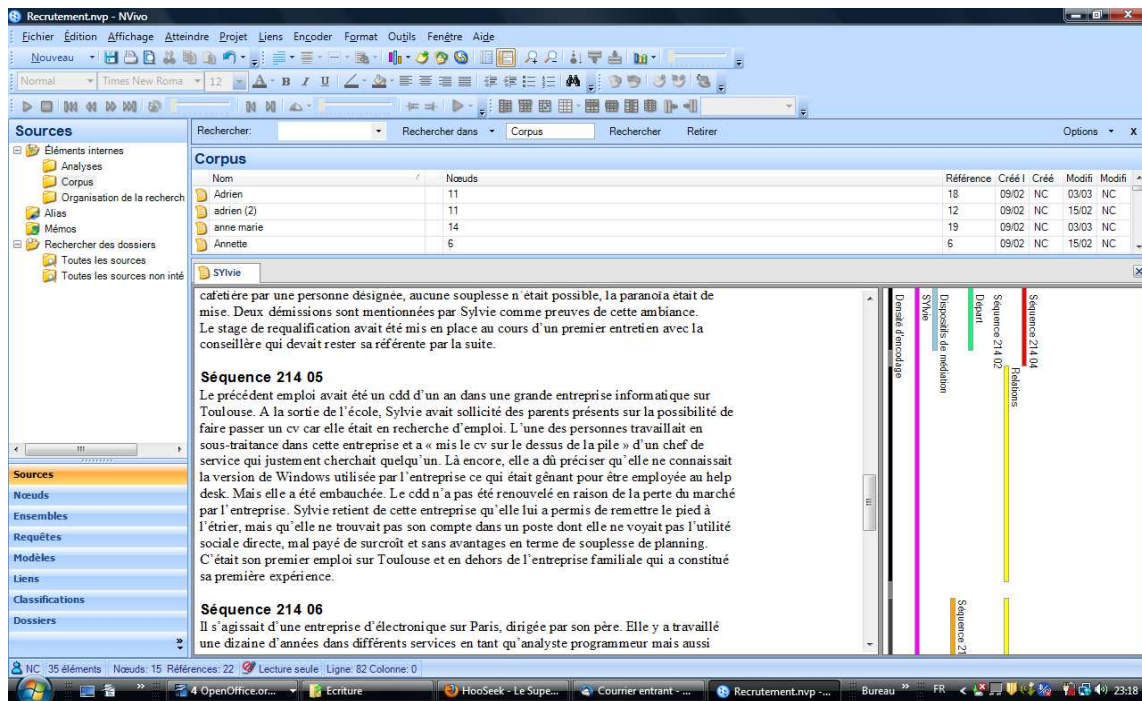 Recrutement.nvp - NVivo
Eichier Édition Affichage Atteindre Projet Liens Encoder Format Outils Fenêtre Aide
Nouveau
Normal Times New Roma 12
Sources
Rechercher: Rechercher dans Corpus Rechercher Retirer Options X
Éléments internes
Analyses
Corpus
Organisation de la recherch
Alias
Mémos
Rechercher des dossiers
Toutes les sources
Toutes les sources non inté
Corpus
Nom Nœuds Référence Créé l Créé Modifi Modifi
Adrien 11 18 09/02 NC 03/03 NC
adrien (2) 11 12 09/02 NC 15/02 NC
anne marie 14 19 09/02 NC 03/03 NC
Annette 6 6 09/02 NC 15/02 NC
SYlvie
cafetière par une personne désignée, aucune souplesse n'était possible, la paranoïa était de
mise. Deux démissions sont mentionnées par Sylvie comme preuves de cette ambiance.
Le stage de requalification avait été mis en place au cours d'un premier entretien avec la
conseillère qui devait rester sa référente par la suite.
Séquence 214 05
Le précédent emploi avait été un cdd d'un an dans une grande entreprise informatique sur
Toulouse. A la sortie de l'école, Sylvie avait sollicité des parents présents sur la possibilité de
faire passer un cv car elle était en recherche d'emploi. L'une des personnes travaillait en
sous-traitance dans cette entreprise et a « mis le cv sur le dessus de la pile » d'un chef de
service qui justement cherchait quelqu'un. Là encore, elle a dû préciser qu'elle ne connaissait
la version de Windows utilisée par l'entreprise ce qui était gênant pour être employée au help
desk. Mais elle a été embauchée. Le cdd n'a pas été renouvelé en raison de la perte du marché
par l'entreprise. Sylvie retient de cette entreprise qu'elle lui a permis de remettre le pied à
l'étrier, mais qu'elle ne trouvait pas son compte dans un poste dont elle ne voyait pas l'utilité
sociale directe, mal payé de surcroît et sans avantages en terme de souplesse de planning.
C'était son premier emploi sur Toulouse et en dehors de l'entreprise familiale qui a constitué
sa première expérience.
Séquence 214 06
Il s'agissait d'une entreprise d'électronique sur Paris, dirigée par son père. Elle y a travaillé
une dizaine d'années dans différents services en tant qu'analyste programmeur mais aussi
Densité d'encodage
SYlvie
Dispositifs de médiation
Départ
Séquence 214 02
Relations
Séquence 214 04
Séquence 21
Sources
Nœuds
Ensembles
Requêtes
Modèles
Liens
Classifications
Dossiers
NC 35 éléments Nœuds: 15 Références: 22 Lecture seule Ligne: 82 Colonne: 0
4 OpenOffice.or... Ecriture HooSeek - Le Supe... Courrier entrant - ... Recrutement.nvp -... Bureau FR 23:18